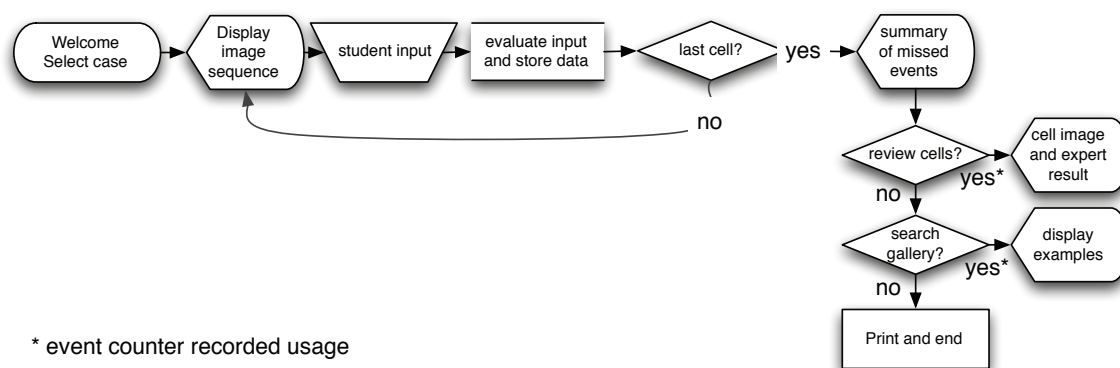 Welcome
Select case
Display
image
sequence
student input
evaluate input
and store data
last cell?
yes
no
summary
of missed
events
review cells?
yes*
cell image
and expert
result
no
search
gallery?
yes*
display
examples
no
Print and end
* event counter recorded usage